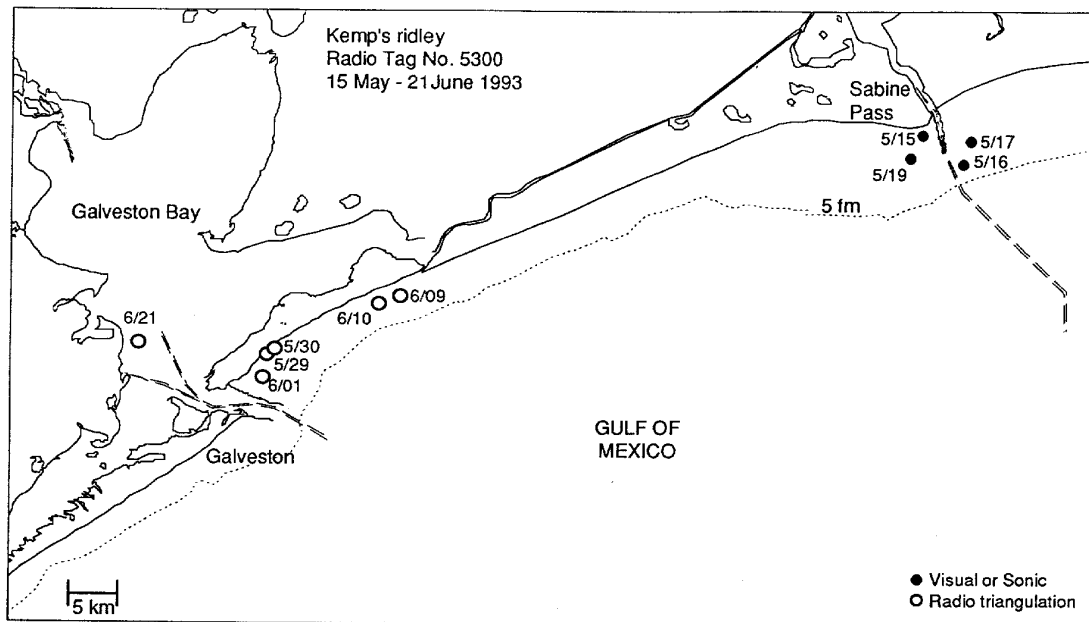 Kemp's ridley
Radio Tag No. 5300
15 May - 21 June 1993
Sabine
Pass
5/15
5/17
5/19
5/16
5 fm
Galveston Bay
6/09
6/10
6/21
5/30
5/29
6/01
GULF OF
MEXICO
Galveston
5 km
Visual or Sonic
Radio triangulation